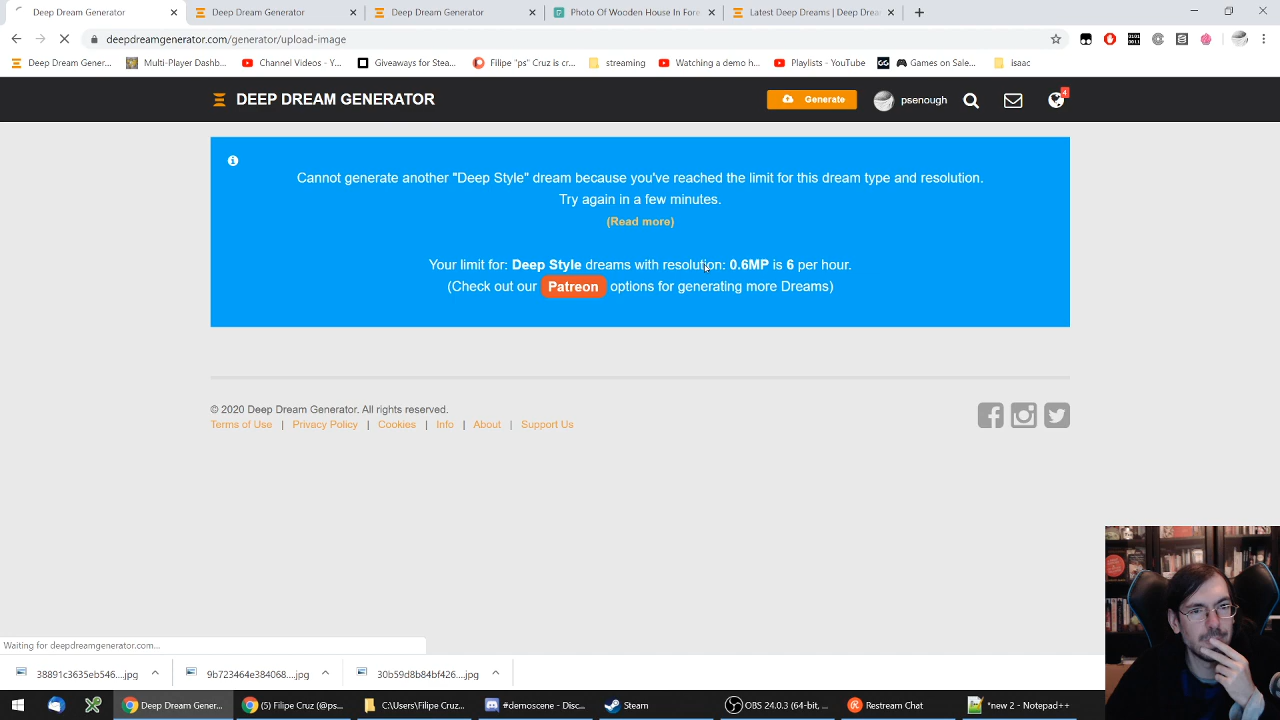 Deep Dream Generator
Deep Dream Generator
Deep Dream Generator
Photo Of Wooden House In Fore
Latest Deep Dreams | Deep Drea
deepdreamgenerator.com/generator/upload-image
Deep Dream Gener...
Multi-Player Dashb...
Channel Videos - Y...
Giveaways for Stea...
Filipe "ps" Cruz is cr...
streaming
Watching a demo h...
Playlists - YouTube
Games on Sale...
isaac
DEEP DREAM GENERATOR
Generate
psenough
4
Cannot generate another "Deep Style" dream because you've reached the limit for this dream type and resolution.
Try again in a few minutes.
(Read more)
Your limit for: Deep Style dreams with resolution: 0.6MP is 6 per hour.
(Check out our Patreon options for generating more Dreams)
© 2020 Deep Dream Generator. All rights reserved.
Terms of Use | Privacy Policy | Cookies | Info | About | Support Us
Waiting for deepdreamgenerator.com...
38891c3635eb546....jpg
9b723464e384068....jpg
30b59d8b84bf426....jpg
Deep Dream Gener...
(5) Filipe Cruz (@ps...
C:\Users\Filipe Cruz...
#demoscene - Disc...
Steam
OBS 24.0.3 (64-bit, ...
Restream Chat
*new 2 - Notepad++